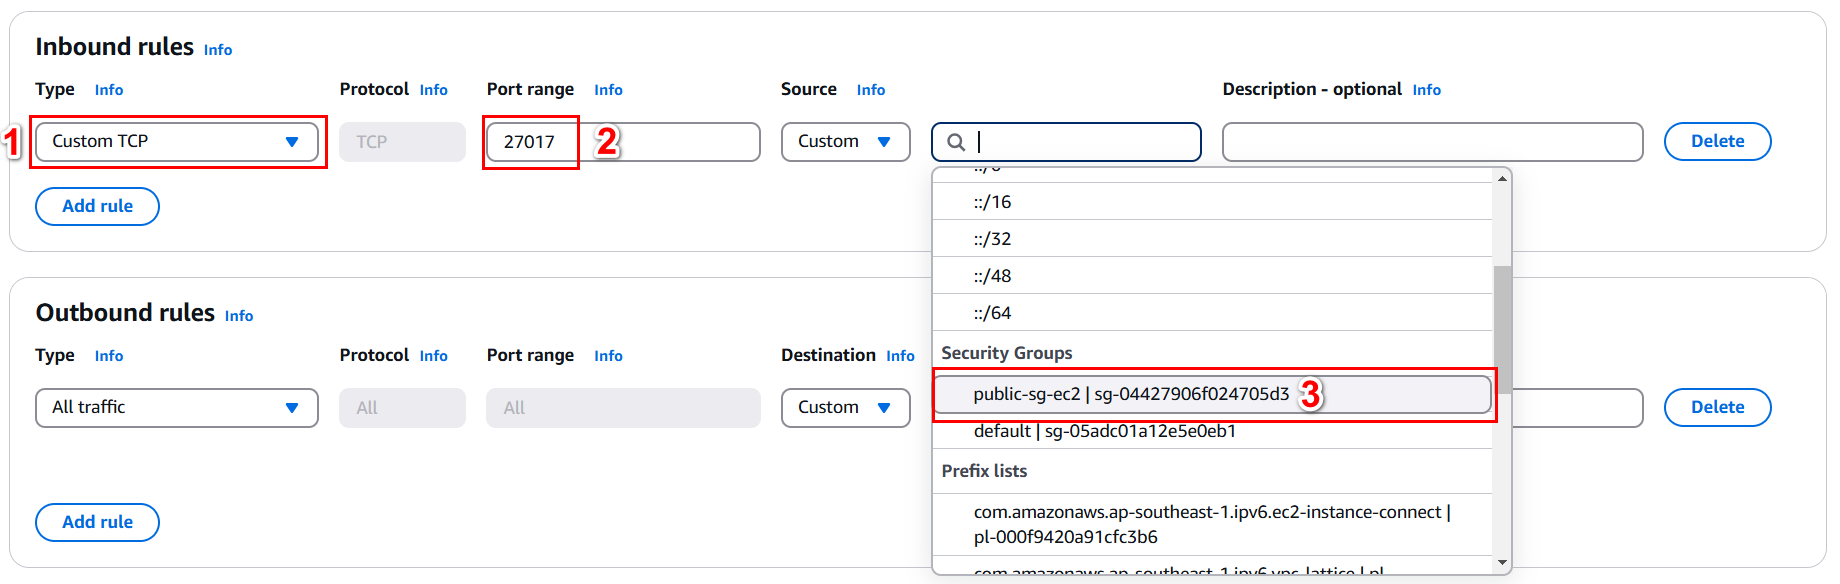 Inbound rules Info
Type Info Protocol Info Port range Info Source Info Description - optional Info
1 Custom TCP TCP 27017 2 Custom Delete
::/16
Add rule
::/32
::/48
::/64
Security Groups
public-sg-ec2 | sg-04427906f024705d3 3
default | sg-05adc01a12e5e0eb1
Prefix lists
com.amazonaws.ap-southeast-1.ipv6.ec2-instance-connect |
pl-000f9420a91cfc3b6
Outbound rules Info
Type Info Protocol Info Port range Info Destination Info
All traffic All All Custom Delete
Add rule